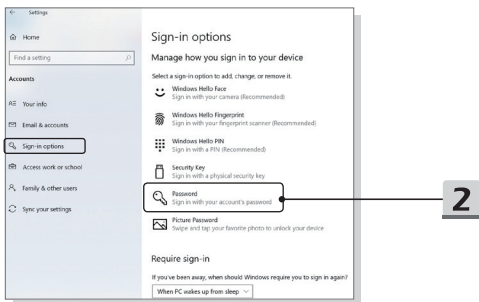 Settings
Home
Find a setting
Accounts
Your info
Email & accounts
Sign-in options
Access work or school
Family & other users
Sync your settings
Sign-in options
Manage how you sign in to your device
Select a sign-in option to add, change, or remove it.
Windows Hello Face
Sign in with your camera (Recommended)
Windows Hello Fingerprint
Sign in with your fingerprint scanner (Recommended)
Windows Hello PIN
Sign in with a PIN (Recommended)
Security Key
Sign in with a physical security key
Password
Sign in with your account's password
2
Picture Password
Swipe and tap your favorite photo to unlock your device
Require sign-in
If you've been away, when should Windows require you to sign in again?
When PC wakes up from sleep